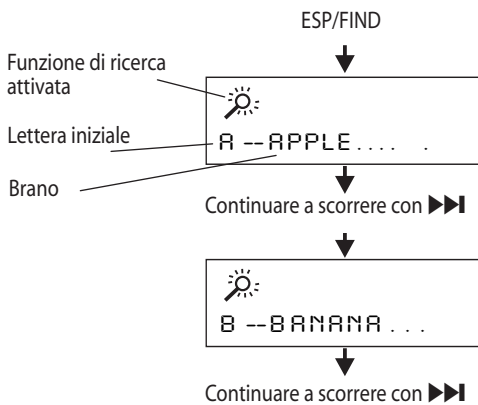 ESP/FIND
Funzione di ricerca
attivata
Lettera iniziale
A --APPLE.... .
Brano
Continuare a scorrere con ▶▶I
B --BANANA...
Continuare a scorrere con ▶▶I